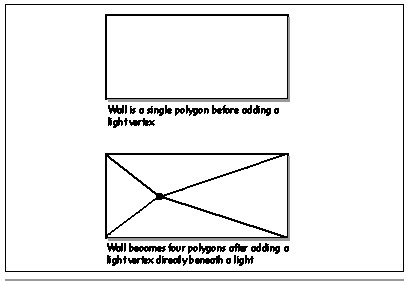 Wall is a single polygon before adding a
light vertex
Wall becomes four polygons after adding a
light vertex directly beneath a light